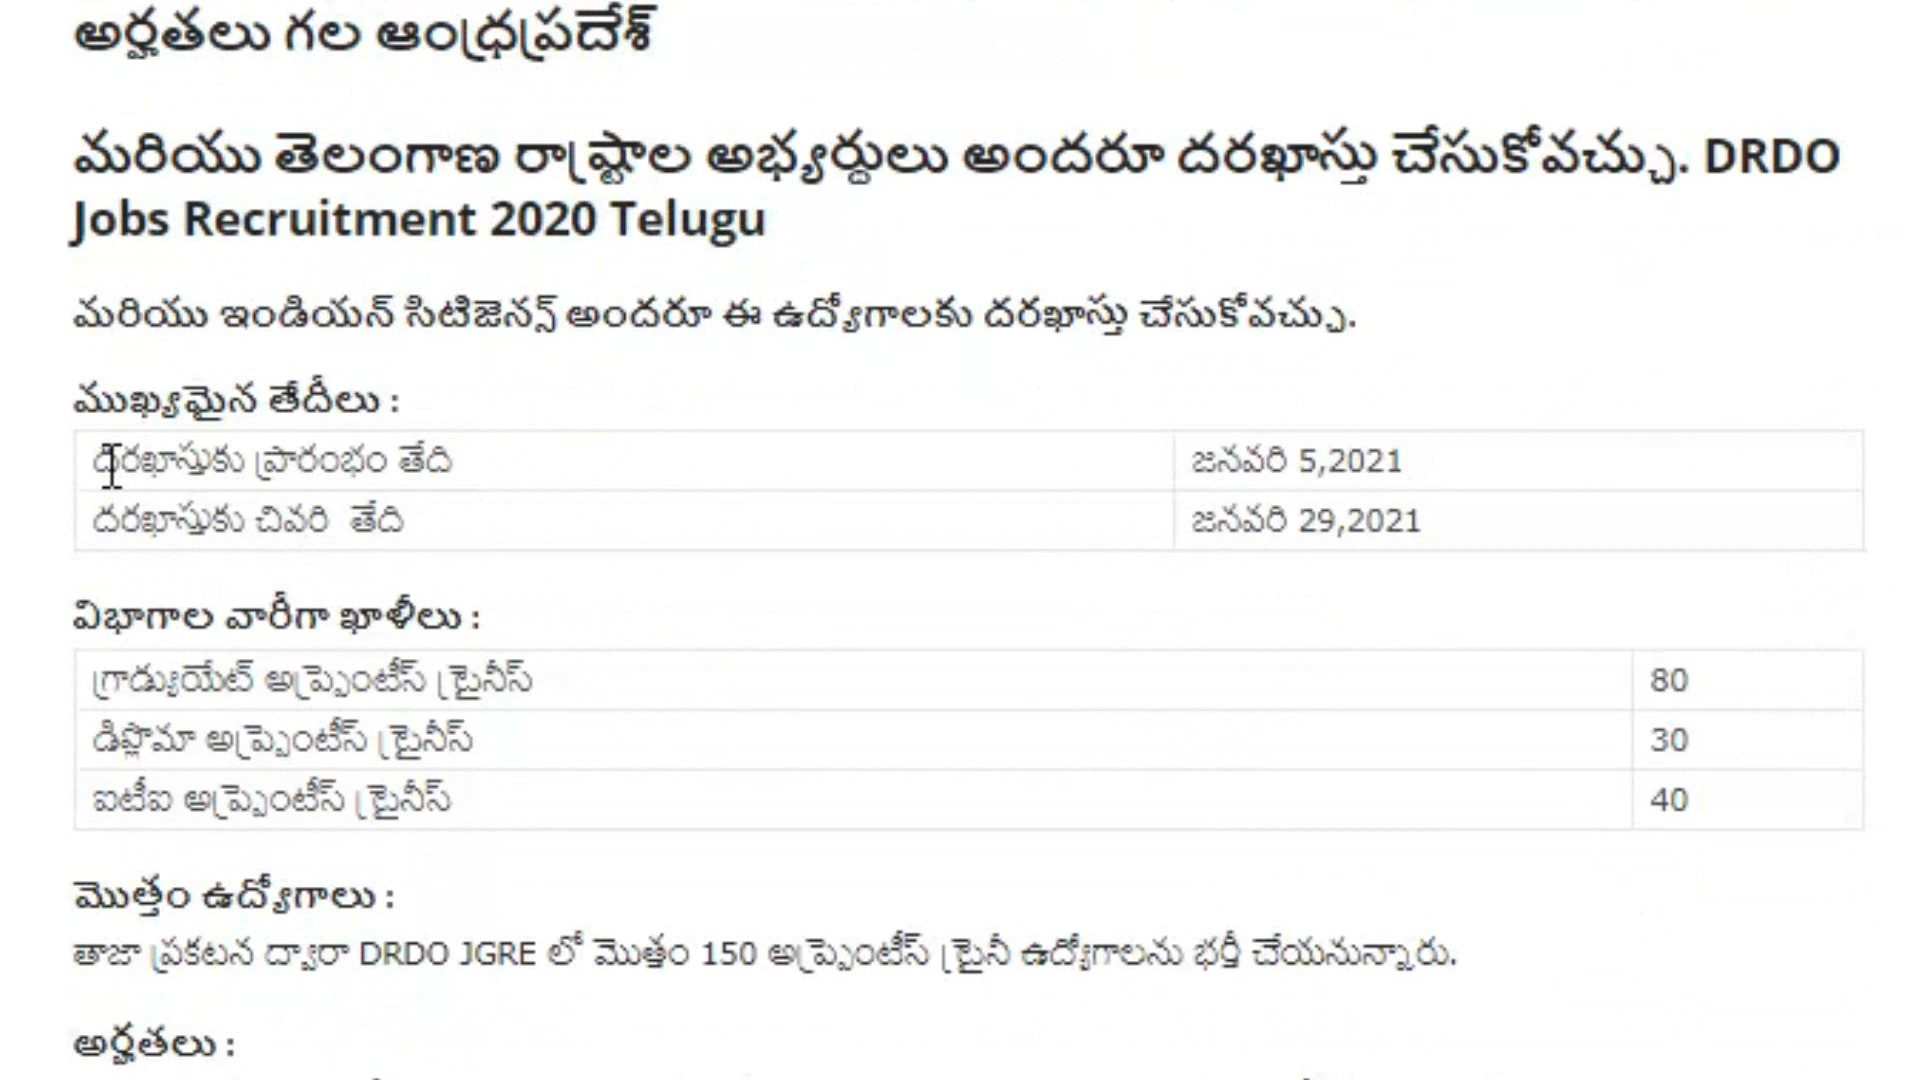 అర్హతలు గల ఆంధ్రప్రదేశ్
మరియు తెలంగాణ రాష్ట్రాల అభ్యర్దులు అందరూ దరఖాస్తు చేసుకోవచ్చు. DRDO
Jobs Recruitment 2020 Telugu
మరియు ఇండియన్ సిటిజెనన్స్ అందరూ ఈ ఉద్యోగాలకు దరఖాస్తు చేసుకోవచ్చు.
ముఖ్యమైన తేదీలు :
దరఖాస్తుకు ప్రారంభం తేది జనవరి 5,2021
దరఖాస్తుకు చివరి తేది జనవరి 29,2021
విభాగాల వారీగా ఖాళీలు :
గ్రాడ్యుయేట్ అప్ప్రెంటీస్ ట్రైనీస్ 80
డిప్లొమా అప్ప్రెంటీస్ ట్రైనీస్ 30
ఐటీఐ అప్ప్రెంటీస్ ట్రైనీస్ 40
మొత్తం ఉద్యోగాలు :
తాజా ప్రకటన ద్వారా DRDO JGRE లో మొత్తం 150 అప్ప్రెంటీస్ ట్రైనీ ఉద్యోగాలను భర్తీ చేయనున్నారు.
అర్హతలు :